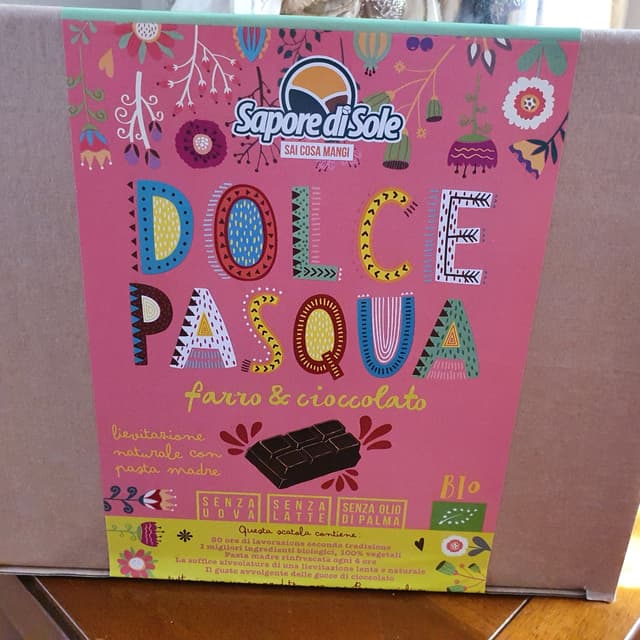 Sapore di Sole
SAI COSA MANGI
DOLCE
PASQUA
farro & cioccolato
lievitazione
naturale con
pasta madre
SENZA
UOVA
SENZA
LATTE
SENZA OLIO
DI PALMA
BIO
Questa scatola contiene:
30 ore di lavorazione secondo tradizione
I migliori ingredienti biologici, 100% vegetali
Pasta madre rinfrescata ogni 4 ore
La soffice alveolatura di una lievitazione lenta e naturale
Il gusto avvolgente delle gocce di cioccolato